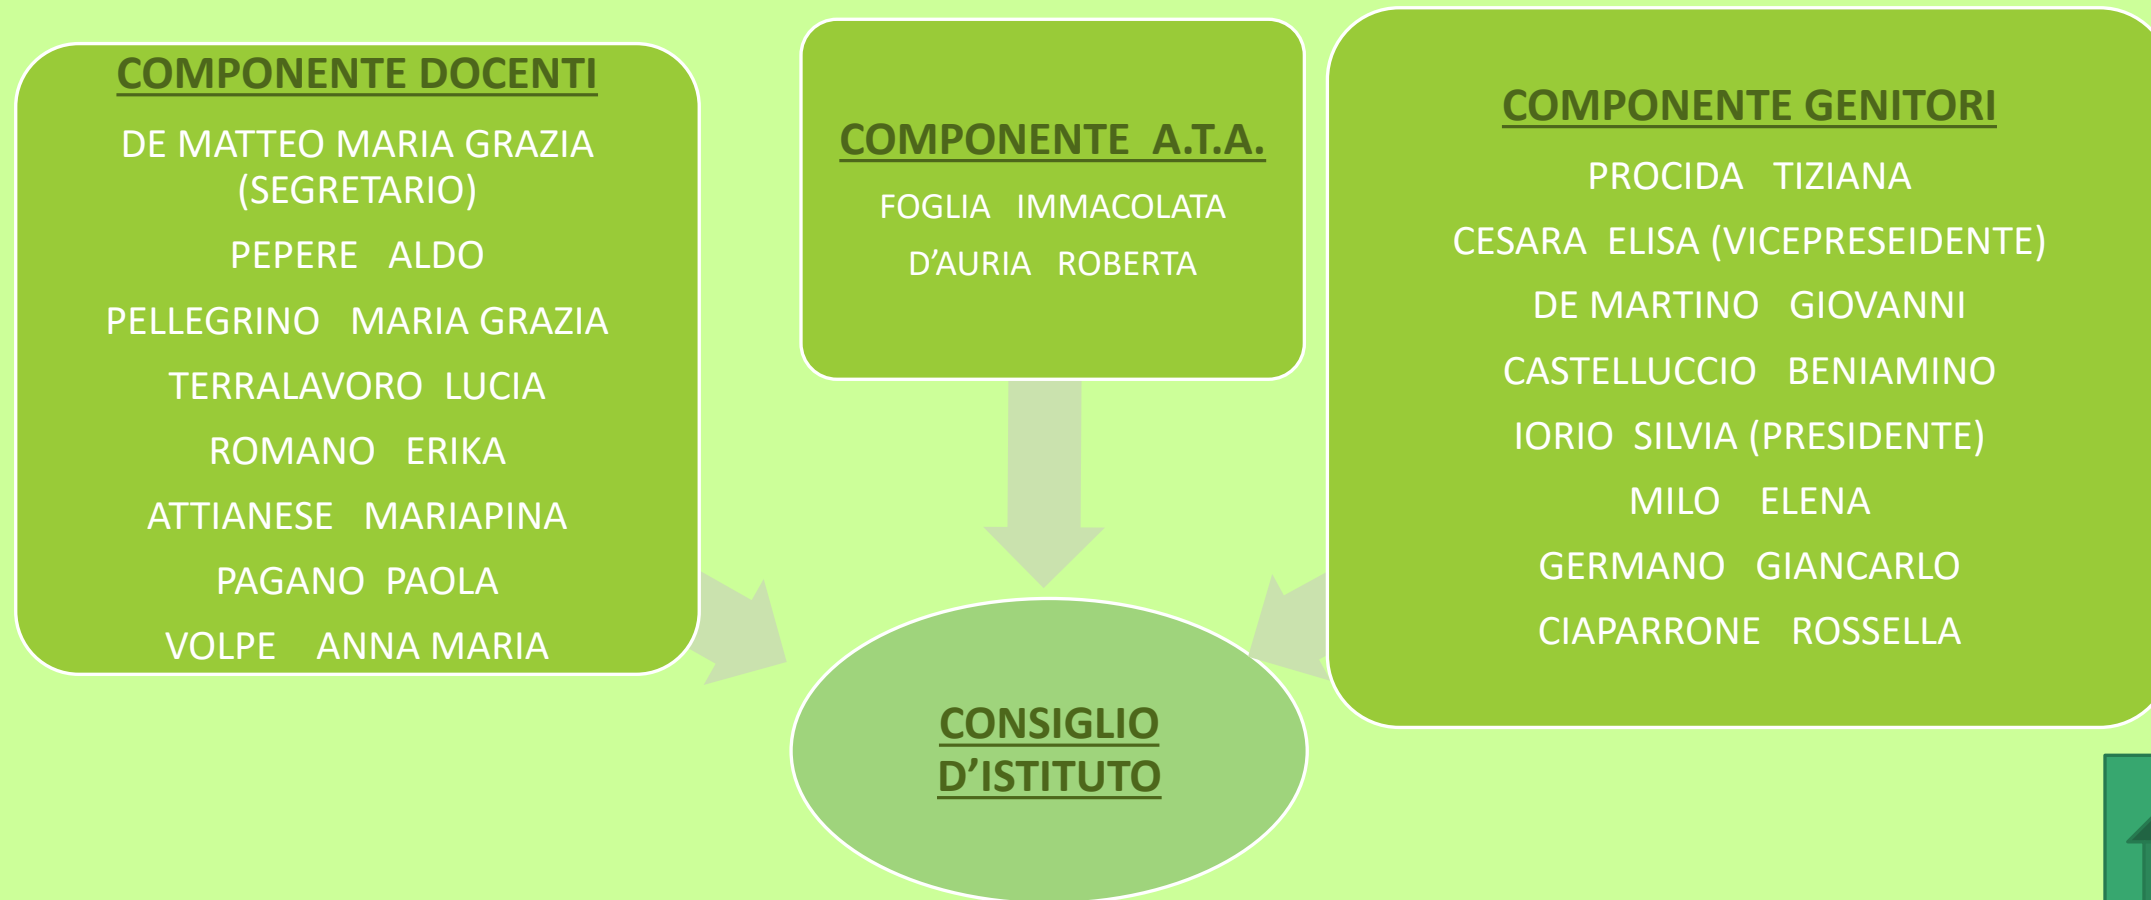 COMPONENTE DOCENTI
DE MATTEO MARIA GRAZIA
(SEGRETARIO)
PEPERE ALDO
PELLEGRINO MARIA GRAZIA
TERRALAVORO LUCIA
ROMANO ERIKA
ATTIANESE MARIAPINA
PAGANO PAOLA
VOLPE ANNA MARIA
COMPONENTE A.T.A.
FOGLIA IMMACOLATA
D’AURIA ROBERTA
COMPONENTE GENITORI
PROCIDA TIZIANA
CESARA ELISA (VICEPRESEIDENTE)
DE MARTINO GIOVANNI
CASTELLUCCIO BENIAMINO
IORIO SILVIA (PRESIDENTE)
MILO ELENA
GERMANO GIANCARLO
CIAPARRONE ROSSELLA
CONSIGLIO
D’ISTITUTO